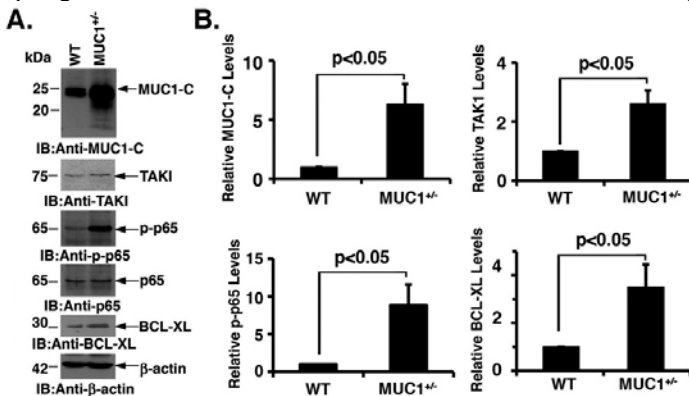 A.
WT
MUC1+/-
kDa
25
20
MUC1-C
IB:Anti-MUC1-C
75
TAKI
IB:Anti-TAKI
65
p-p65
IB:Anti-p-p65
65
p65
IB:Anti-p65
30
BCL-XL
IB:Anti-BCL-XL
42
β-actin
IB:Anti-β-actin
B.
Relative MUC1-C Levels
10
5
0
p<0.05
WT
MUC1+/-
Relative TAK1 Levels
4
2
0
p<0.05
WT
MUC1+/-
Relative p-p65 Levels
15
10
5
0
p<0.05
WT
MUC1+/-
Relative BCL-XL Levels
4
2
0
p<0.05
WT
MUC1+/-